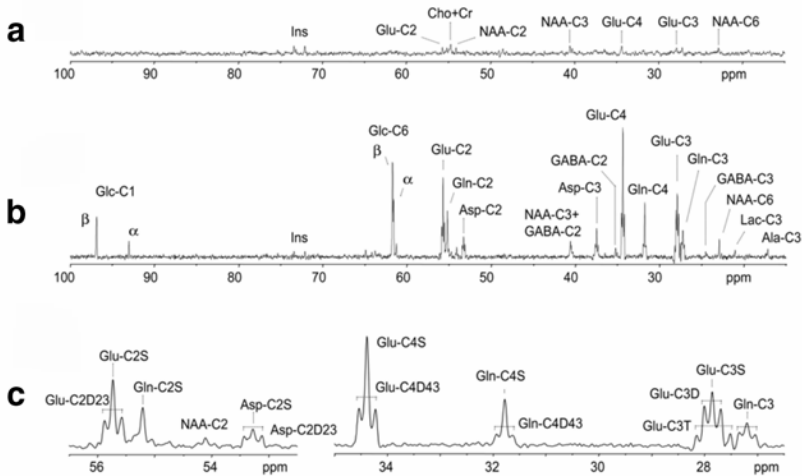 a
Ins
Glu-C2
Cho+Cr
NAA-C2
NAA-C3
Glu-C4
Glu-C3
NAA-C6
100 90 80 70 60 50 40 30 ppm
b
Glc-C1
β
α
Ins
Glc-C6
β
α
Glu-C2
Gln-C2
Asp-C2
NAA-C3+
GABA-C2
Asp-C3
GABA-C2
Glu-C4
Gln-C4
Glu-C3
Gln-C3
GABA-C3
NAA-C6
Lac-C3
Ala-C3
100 90 80 70 60 50 40 30 ppm
c
Glu-C2S
Glu-C2D23
Gln-C2S
NAA-C2
Asp-C2S
Asp-C2D23
Glu-C4S
Glu-C4D43
Gln-C4S
Gln-C4D43
Glu-C3S
Glu-C3D
Glu-C3T
Gln-C3
56 54 ppm 34 32 30 28 ppm